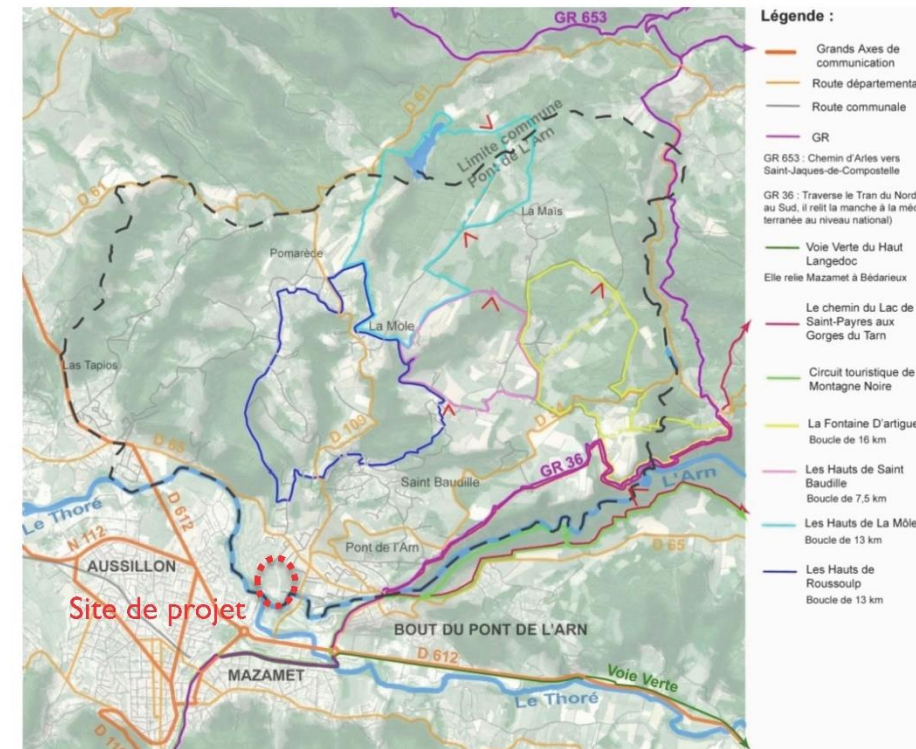 GR 653
D 61
Limite commune
Pont de L'Arn
D 61
La Maïs
Pomarède
La Mole
Las Tapios
D 109
D 54
Saint Baudille
GR 36
L'Arn
D 65
Le Thoré
D 612
N 112
AUSSILLON
Pont de l'Arn
D 65
Site de projet
BOUT DU PONT DE L'ARN
D 612
MAZAMET
Voie Verte
Le Thoré
Légende :
Grands Axes de
communication
Route départementa
Route communale
GR
GR 653 : Chemin d'Arles vers
Saint-Jaques-de-Compostelle
GR 36 : Traverse le Tran du Nord
au Sud, il relit la manche à la méd
terranée au niveau national)
Voie Verte du Haut
Langedoc
Elle relie Mazamet à Bédarieux
Le chemin du Lac de
Saint-Payres aux
Gorges du Tarn
Circuit touristique de
Montagne Noire
La Fontaine D'artigue
Boucle de 16 km
Les Hauts de Saint
Baudille
Boucle de 7,5 km
Les Hauts de La Môle
Boucle de 13 km
Les Hauts de
Roussoulp
Boucle de 13 km